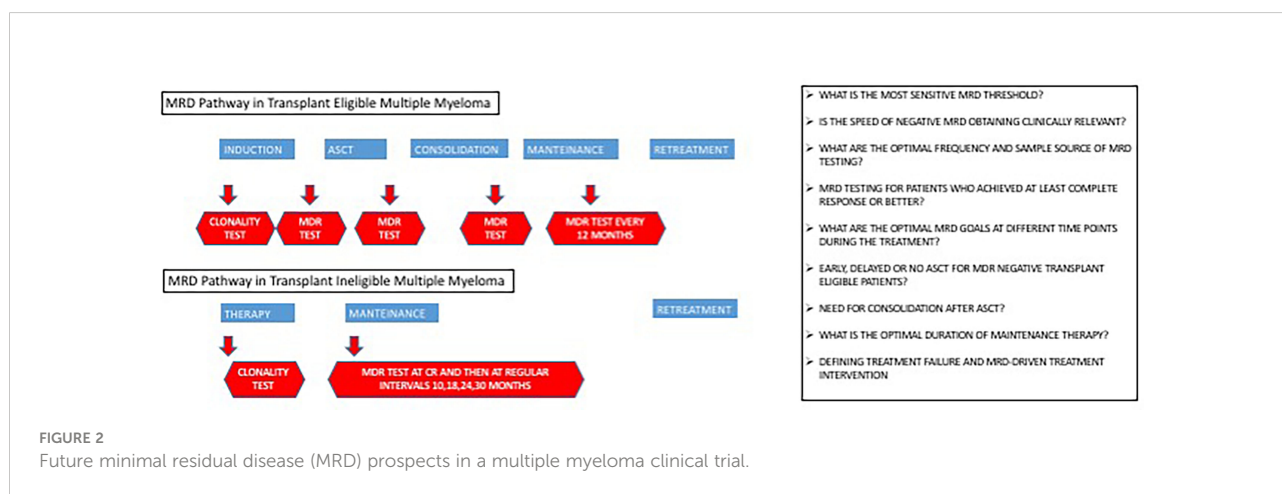 MRD Pathway in Transplant Eligible Multiple Myeloma
INDUCTION
ASCT
CONSOLIDATION
MANTEINANCE
RETREATMENT
CLONALITY
TEST
MDR
TEST
MDR
TEST
MDR
TEST
MDR TEST EVERY
12 MONTHS
MRD Pathway in Transplant Ineligible Multiple Myeloma
THERAPY
MANTEINANCE
RETREATMENT
CLONALITY
TEST
MDR TEST AT CR AND THEN AT REGULAR
INTERVALS 10,18,24,30 MONTHS
➢ WHAT IS THE MOST SENSITIVE MRD THRESHOLD?
➢ IS THE SPEED OF NEGATIVE MRD OBTAINING CLINICALLY RELEVANT?
➢ WHAT ARE THE OPTIMAL FREQUENCY AND SAMPLE SOURCE OF MRD
TESTING?
➢ MRD TESTING FOR PATIENTS WHO ACHIEVED AT LEAST COMPLETE
RESPONSE OR BETTER?
➢ WHAT ARE THE OPTIMAL MRD GOALS AT DIFFERENT TIME POINTS
DURING THE TREATMENT?
➢ EARLY, DELAYED OR NO ASCT FOR MDR NEGATIVE TRANSPLANT
ELIGIBLE PATIENTS?
➢ NEED FOR CONSOLIDATION AFTER ASCT?
➢ WHAT IS THE OPTIMAL DURATION OF MAINTENANCE THERAPY?
➢ DEFINING TREATMENT FAILURE AND MRD-DRIVEN TREATMENT
INTERVENTION
FIGURE 2
Future minimal residual disease (MRD) prospects in a multiple myeloma clinical trial.